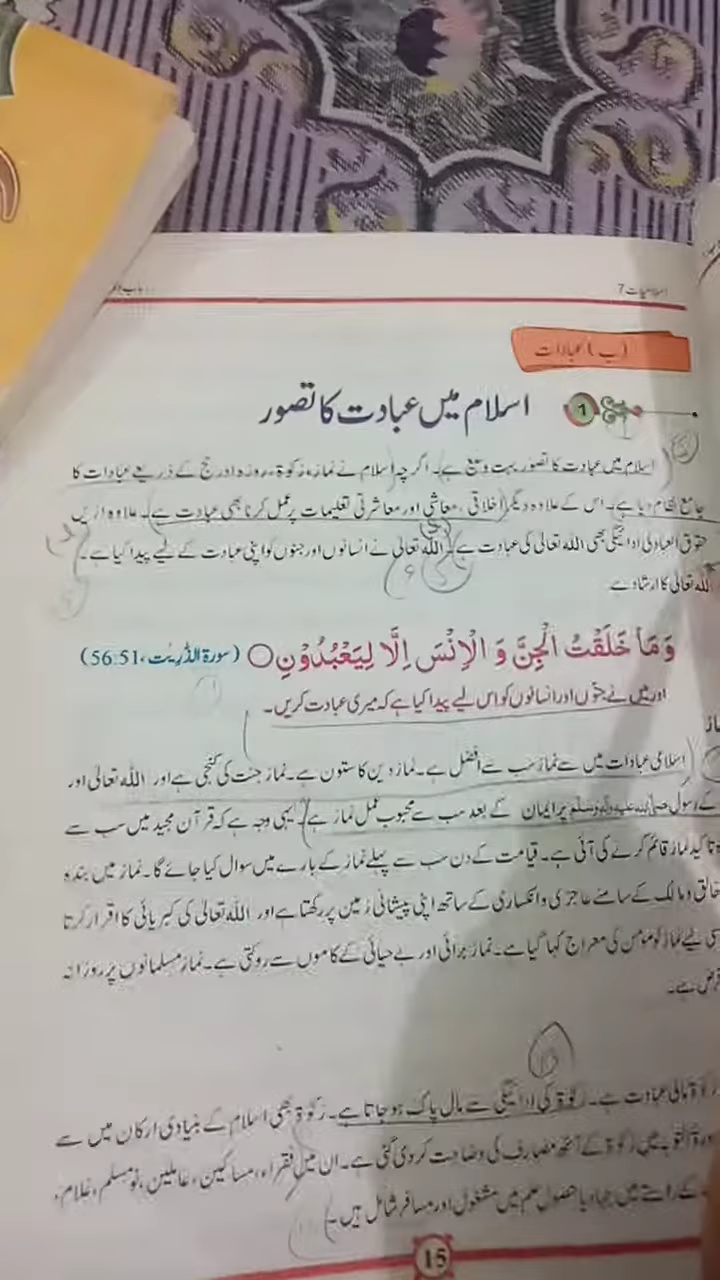 اسلامیات 7
(ب) عبادات
1 اسلام میں عبادت کا تصور
اسلام میں عبادت کا تصور بہت وسیع ہے۔ اگرچہ اسلام نے نماز، زکوٰۃ، روزہ اور حج کے ذریعے عبادات کا
جامع نظام دیا ہے۔ اس کے علاوہ دیگر اخلاقی، معاشی اور معاشرتی تعلیمات پر عمل کرنا بھی عبادت ہے۔ علاوہ ازیں
حقوق العباد کی ادائیگی بھی اللہ تعالیٰ کی عبادت ہے۔ اللہ تعالیٰ نے انسانوں اور جنوں کو اپنی عبادت کے لیے پیدا کیا ہے۔
اللہ تعالیٰ کا ارشاد ہے
وَمَا خَلَقْتُ الْجِنَّ وَ الْاِنْسَ اِلَّا لِیَعْبُدُوْنِ ○ (سورۃ الذّٰریٰت، 56:51)
اور میں نے جنوں اور انسانوں کو اس لیے پیدا کیا ہے کہ میری عبادت کریں۔
اسلامی عبادات میں سے نماز سب سے افضل ہے۔ نماز دین کا ستون ہے۔ نماز جنت کی کنجی ہے اور اللہ تعالیٰ اور
کے رسول صلی اللہ علیہ وسلم پر ایمان کے بعد سب سے محبوب عمل نماز ہے۔ یہی وجہ ہے کہ قرآن مجید میں سب سے
تاکید نماز قائم کرنے کی آئی ہے۔ قیامت کے دن سب سے پہلے نماز کے بارے میں سوال کیا جائے گا۔ نماز میں بندہ
خالق و مالک کے سامنے عاجزی و انکساری کے ساتھ اپنی پیشانی زمین پر رکھتا ہے اور اللہ تعالیٰ کی کبریائی کا اقرار کرتا
لیے نماز کو مومن کی معراج کہا گیا ہے۔ نماز برائی اور بے حیائی کے کاموں سے روکتی ہے۔ نماز مسلمانوں پر روزانہ
فرض ہے۔
زکوٰۃ مالی عبادت ہے۔ زکوٰۃ کی ادائیگی سے مال پاک ہو جاتا ہے۔ زکوٰۃ بھی اسلام کے بنیادی ارکان میں سے
التوبہ میں زکوٰۃ کے آٹھ مصارف کی وضاحت کر دی گئی ہے۔ ان میں فقراء، مساکین، عاملین، نو مسلم، غلام،
کے راستے میں جہاد یا حصول علم میں مشغول اور مسافر شامل ہیں۔
15